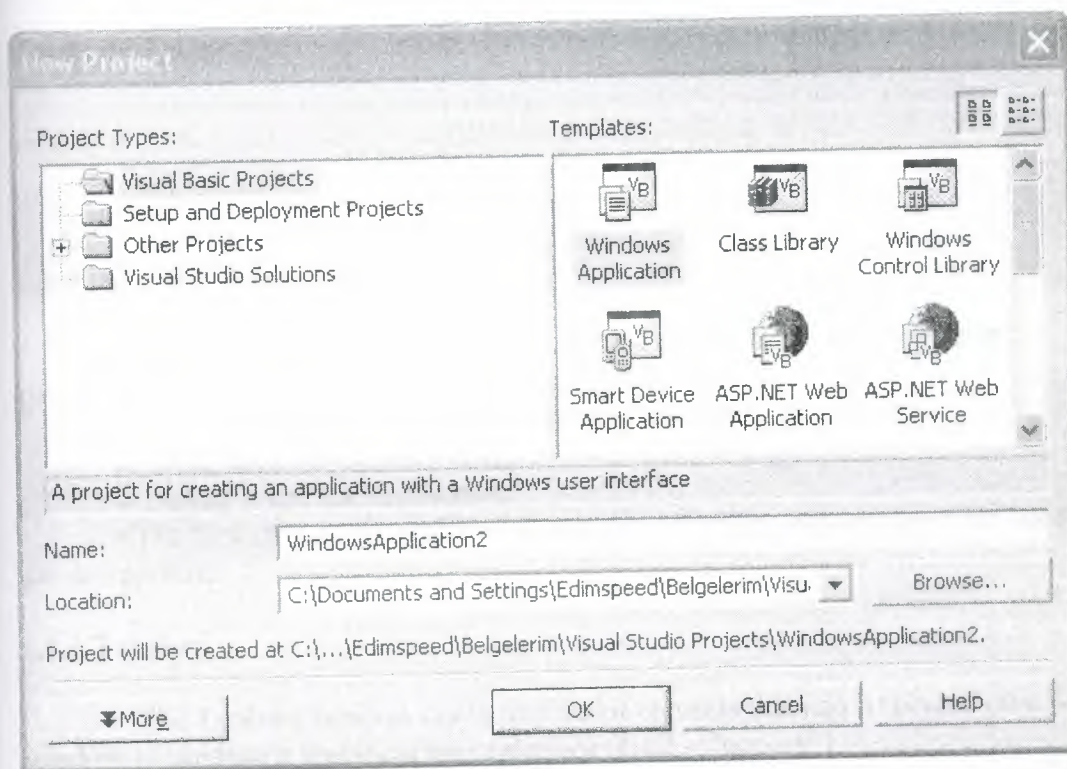 New Project
Project Types:
Templates:
Visual Basic Projects
Setup and Deployment Projects
Other Projects
Visual Studio Solutions
Windows Application
Class Library
Windows Control Library
Smart Device Application
ASP.NET Web Application
ASP.NET Web Service
A project for creating an application with a Windows user interface
Name:
WindowsApplication2
Location:
C:\Documents and Settings\Edimspeed\Belgelerim\Visu
Browse...
Project will be created at C:\...\Edimspeed\Belgelerim\Visual Studio Projects\WindowsApplication2.
More
OK
Cancel
Help